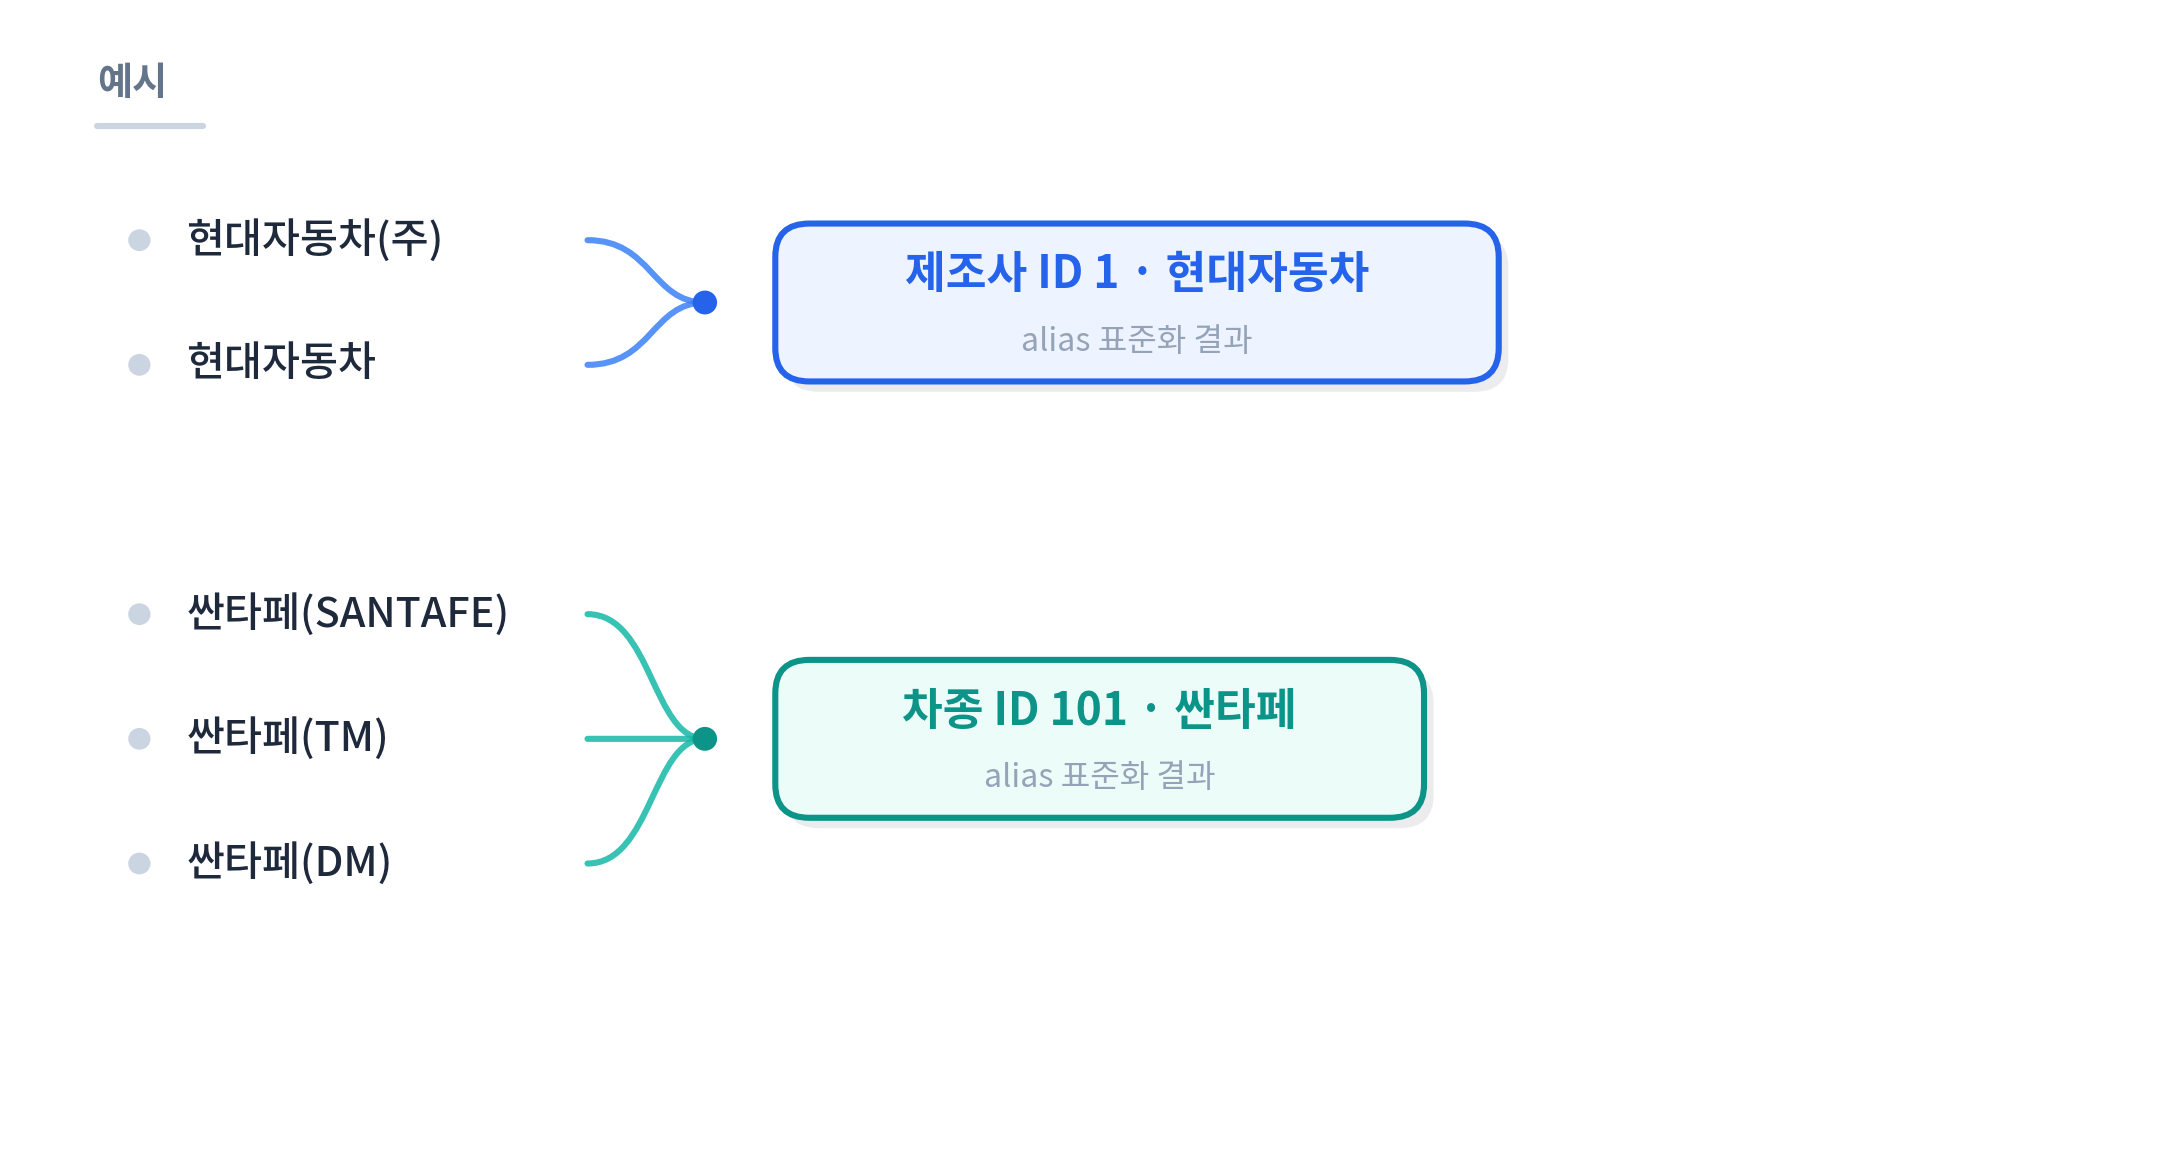 예시
현대자동차(주)
현대자동차
제조사 ID 1 · 현대자동차
alias 표준화 결과
싼타페(SANTAFE)
싼타페(TM)
싼타페(DM)
차종 ID 101 · 싼타페
alias 표준화 결과